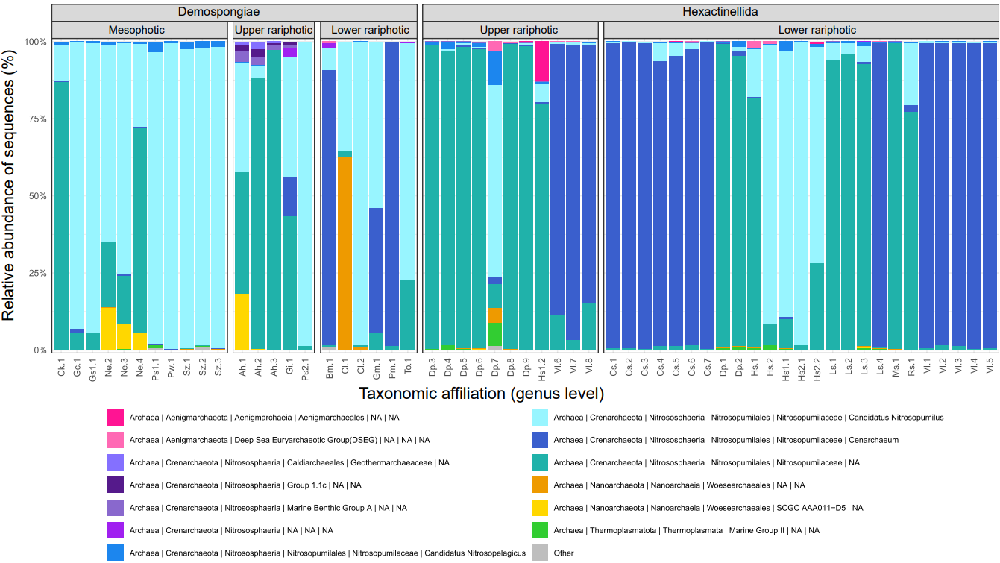 Demospongiae
Hexactinellida
Mesophotic
Upper rariphotic
Lower rariphotic
Upper rariphotic
Lower rariphotic
Relative abundance of sequences (%)
100%
75%
50%
25%
0%
Ck.1
Gc.1
Gs1.1
Ne.2
Ne.3
Ne.4
Ps1.1
Pw.1
Sz.1
Sz.2
Sz.3
Ah.1
Ah.2
Ah.3
Gi.1
Ps2.1
Bm.1
Cl.1
Cl.2
Gm.1
Pm.1
To.1
Dp.3
Dp.4
Dp.5
Dp.6
Dp.7
Dp.8
Dp.9
Hs1.2
Vl.6
Vl.7
Vl.8
Cs.1
Cs.2
Cs.3
Cs.4
Cs.5
Cs.6
Cs.7
Dp.1
Dp.2
Hs.1
Hs.2
Hs1.1
Hs2.1
Hs2.2
Ls.1
Ls.2
Ls.3
Ls.4
Ms.1
Rs.1
Vl.1
Vl.2
Vl.3
Vl.4
Vl.5
Taxonomic affiliation (genus level)
Archaea | Aenigmarchaeota | Aenigmarchaeia | Aenigmarchaeales | NA | NA
Archaea | Aenigmarchaeota | Deep Sea Euryarchaeotic Group(DSEG) | NA | NA | NA
Archaea | Crenarchaeota | Nitrososphaeria | Caldiarchaeales | Geothermarchaeaceae | NA
Archaea | Crenarchaeota | Nitrososphaeria | Group 1.1c | NA | NA
Archaea | Crenarchaeota | Nitrososphaeria | Marine Benthic Group A | NA | NA
Archaea | Crenarchaeota | Nitrososphaeria | NA | NA | NA
Archaea | Crenarchaeota | Nitrososphaeria | Nitrosopumilales | Nitrosopumilaceae | Candidatus Nitrosopelagicus
Archaea | Crenarchaeota | Nitrososphaeria | Nitrosopumilales | Nitrosopumilaceae | Candidatus Nitrosopumilus
Archaea | Crenarchaeota | Nitrososphaeria | Nitrosopumilales | Nitrosopumilaceae | Cenarchaeum
Archaea | Crenarchaeota | Nitrososphaeria | Nitrosopumilales | Nitrosopumilaceae | NA
Archaea | Nanoarchaeota | Nanoarchaeia | Woesearchaeales | NA | NA
Archaea | Nanoarchaeota | Nanoarchaeia | Woesearchaeales | SCGC AAA011−D5 | NA
Archaea | Thermoplasmatota | Thermoplasmata | Marine Group II | NA | NA
Other